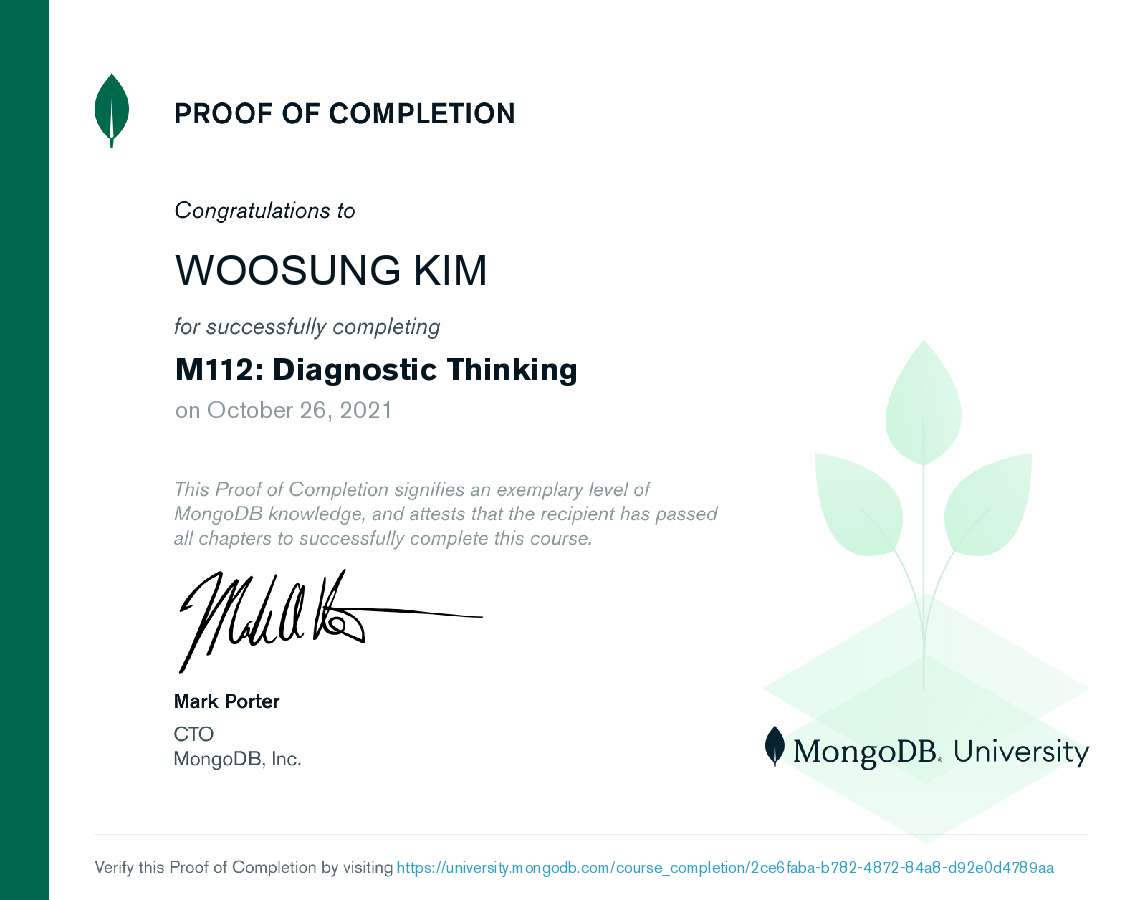 PROOF OF COMPLETION
Congratulations to
WOOSUNG KIM
for successfully completing
M112: Diagnostic Thinking
on October 26, 2021
This Proof of Completion signifies an exemplary level of
MongoDB knowledge, and attests that the recipient has passed
all chapters to successfully complete this course.
Mark Porter
CTO
MongoDB, Inc.
MongoDB. University
Verify this Proof of Completion by visiting https://university.mongodb.com/course_completion/2ce6faba-b782-4872-84a8-d92e0d4789aa